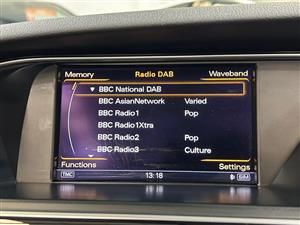 Memory Radio DAB Waveband
BBC National DAB
BBC AsianNetwork Varied
BBC Radio1 Pop
BBC Radio1Xtra
BBC Radio2 Pop
BBC Radio3 Culture
Functions Settings
TMC 13:18 SIM